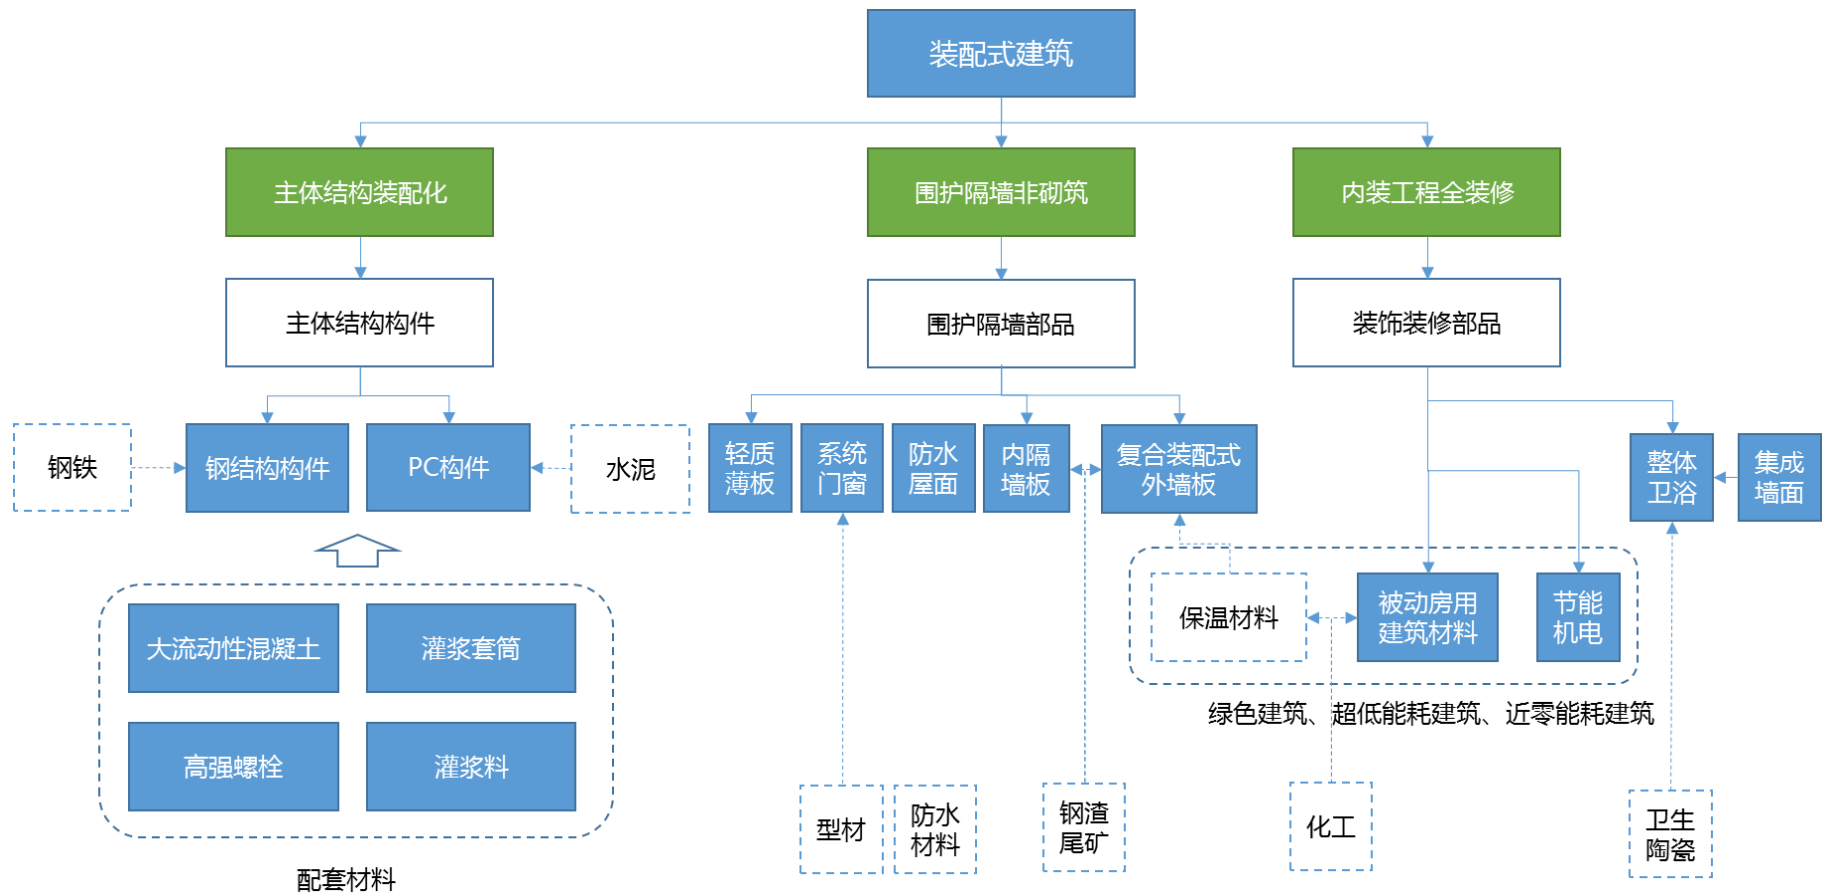 装配式建筑
主体结构装配化
围护隔墙非砌筑
内装工程全装修
主体结构构件
围护隔墙部品
装饰装修部品
钢铁
钢结构构件
PC构件
水泥
轻质
薄板
系统
门窗
防水
屋面
内隔
墙板
复合装配式
外墙板
整体
卫浴
集成
墙面
保温材料
被动房用
建筑材料
节能
机电
大流动性混凝土
灌浆套筒
绿色建筑、超低能耗建筑、近零能耗建筑
高强螺栓
灌浆料
型材
防水
材料
钢渣
尾矿
化工
卫生
陶瓷
配套材料